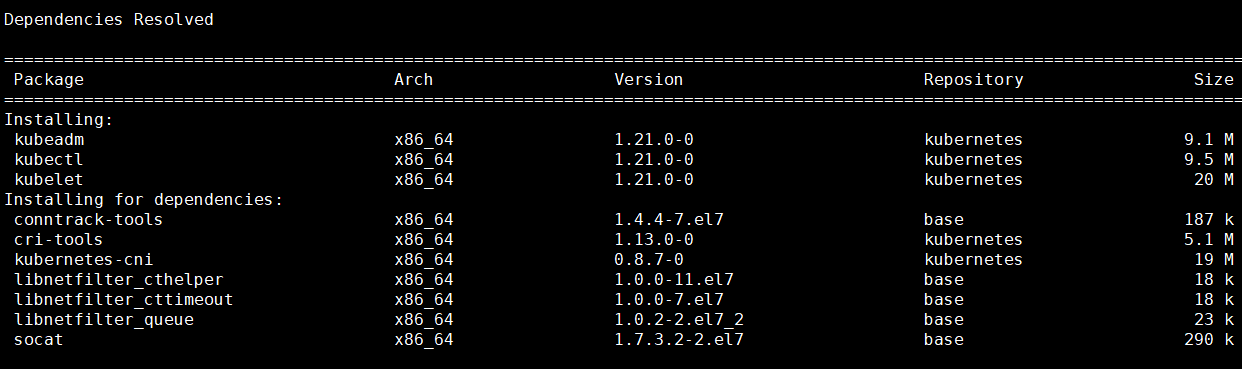 Dependencies Resolved
================================================================================================================================
Package Arch Version Repository Size
================================================================================================================================
Installing:
kubeadm x86_64 1.21.0-0 kubernetes 9.1 M
kubectl x86_64 1.21.0-0 kubernetes 9.5 M
kubelet x86_64 1.21.0-0 kubernetes 20 M
Installing for dependencies:
conntrack-tools x86_64 1.4.4-7.el7 base 187 k
cri-tools x86_64 1.13.0-0 kubernetes 5.1 M
kubernetes-cni x86_64 0.8.7-0 kubernetes 19 M
libnetfilter_cthelper x86_64 1.0.0-11.el7 base 18 k
libnetfilter_cttimeout x86_64 1.0.0-7.el7 base 18 k
libnetfilter_queue x86_64 1.0.2-2.el7_2 base 23 k
socat x86_64 1.7.3.2-2.el7 base 290 k